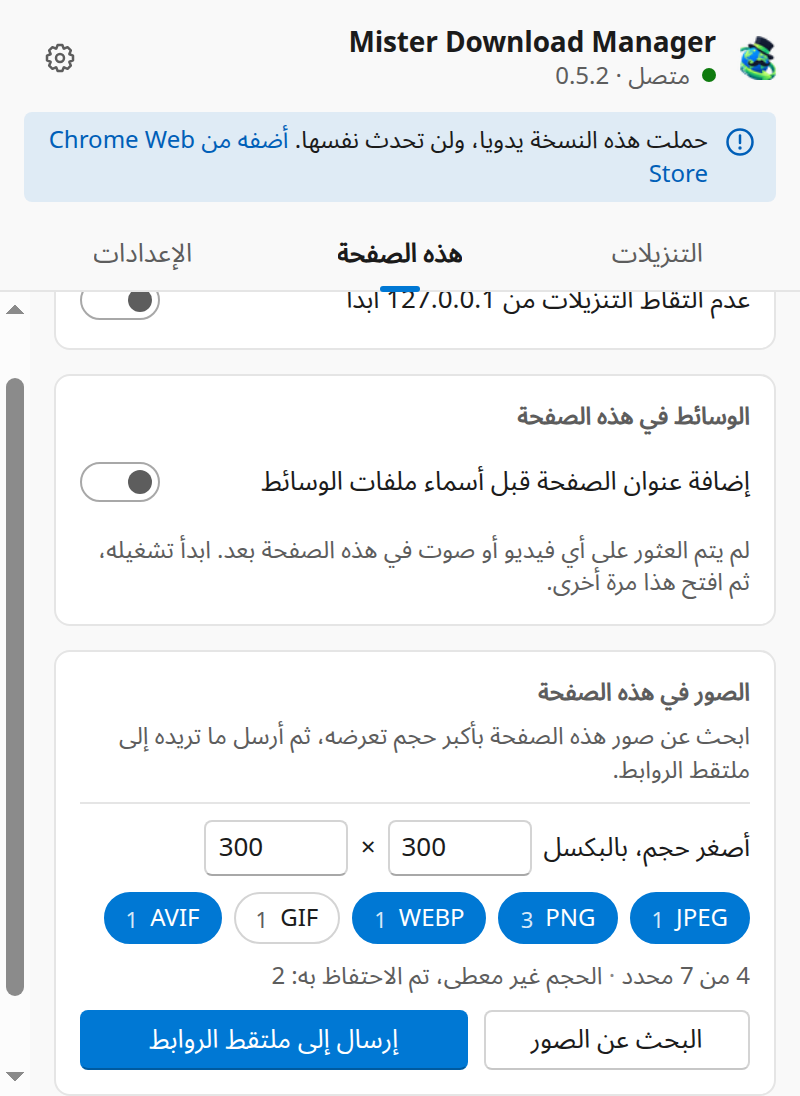 Mister Download Manager
متصل · 0.5.2
حملت هذه النسخة يدويا، ولن تحدث نفسها. أضفه من Chrome Web
Store
التنزيلات
هذه الصفحة
الإعدادات
عدم التقاط التنزيلات من 127.0.0.1 أبدا
الوسائط في هذه الصفحة
إضافة عنوان الصفحة قبل أسماء ملفات الوسائط
لم يتم العثور على أي فيديو أو صوت في هذه الصفحة بعد. ابدأ تشغيله،
ثم افتح هذا مرة أخرى.
الصور في هذه الصفحة
ابحث عن صور هذه الصفحة بأكبر حجم تعرضه، ثم أرسل ما تريده إلى
ملتقط الروابط.
أصغر حجم، بالبكسل 300 × 300
JPEG 1 PNG 3 WEBP 1 GIF 1 AVIF 1
4 من 7 محدد · الحجم غير معطى، تم الاحتفاظ به: 2
البحث عن الصور
إرسال إلى ملتقط الروابط